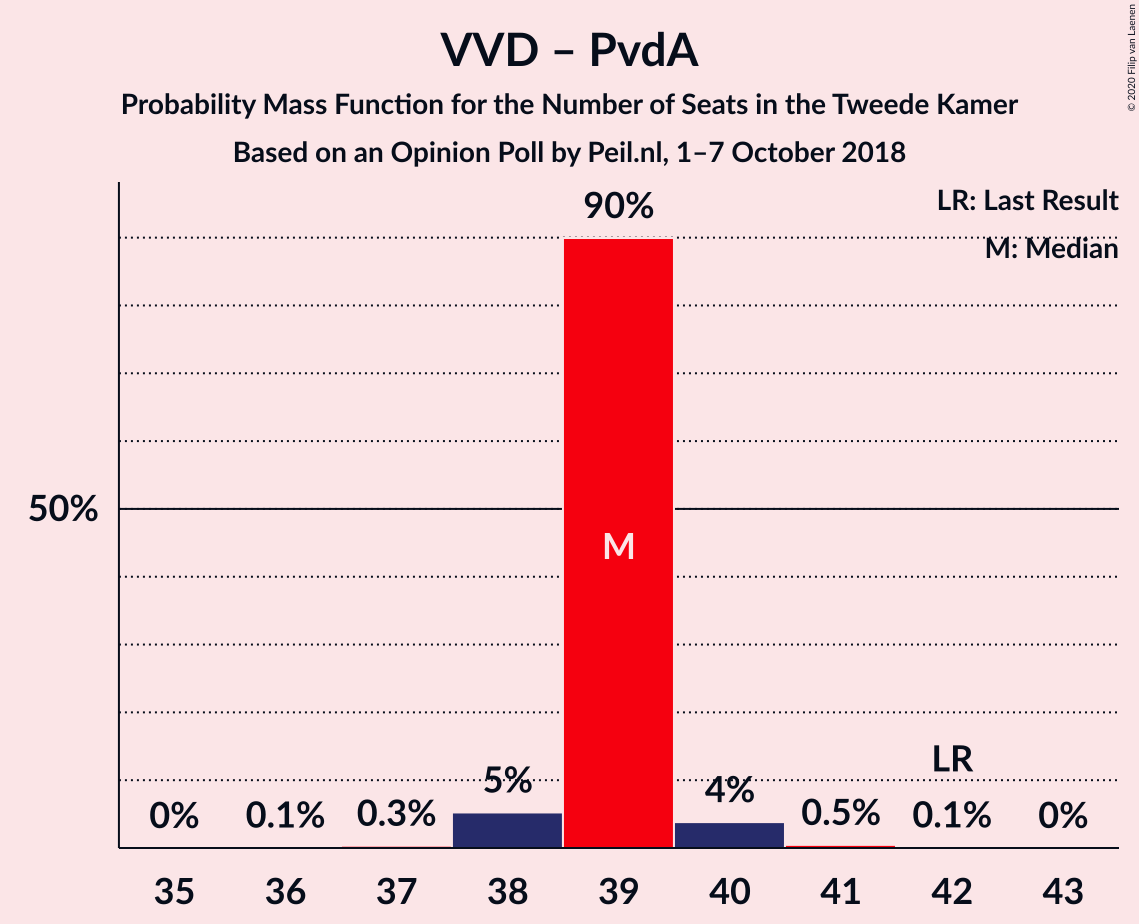 VVD – PvdA
Probability Mass Function for the Number of Seats in the Tweede Kamer
Based on an Opinion Poll by Peil.nl, 1–7 October 2018
© 2020 Filip van Laenen
LR: Last Result
M: Median
90%
50%
M
LR
0% 0.1% 0.3% 5% 4% 0.5% 0.1% 0%
35 36 37 38 39 40 41 42 43